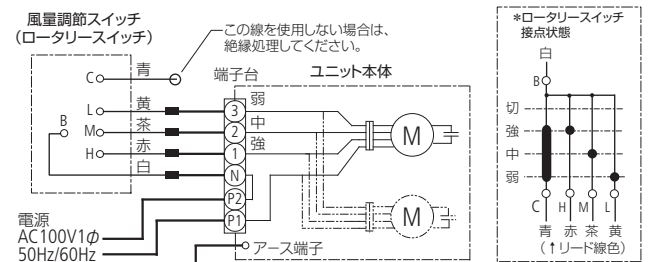 風量調節スイッチ
（ロータリースイッチ）
この線を使用しない場合は、
絶縁処理してください。
C
青
L
黄
B
M
茶
H
赤
白
端子台
ユニット本体
3
弱
2
中
1
強
N
P2
P1
M
M
アース端子
電源
AC100V1φ
50Hz/60Hz
*ロータリースイッチ
接点状態
白
B
切
強
中
弱
C H M L
青 赤 茶 黄
（↑リード線色）